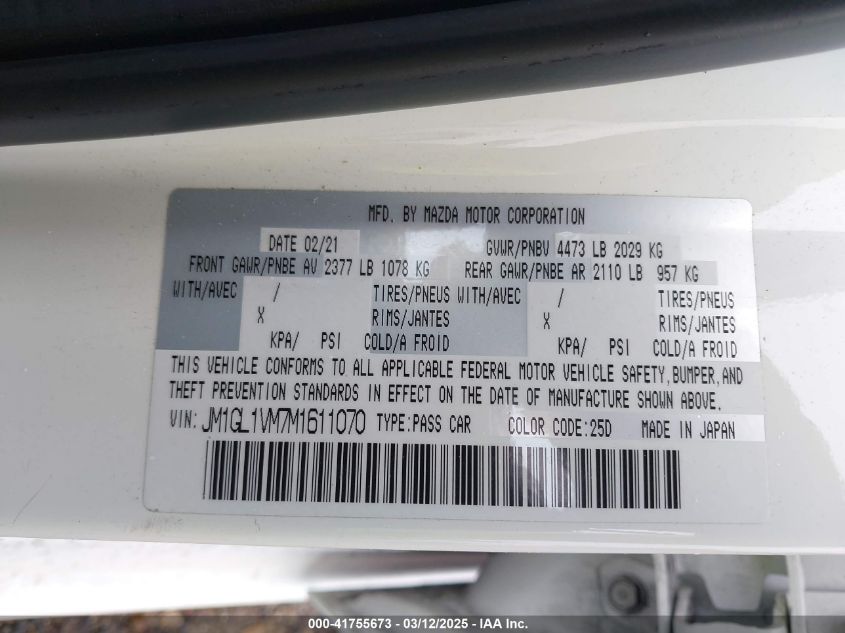 MFD. BY MAZDA MOTOR CORPORATION
DATE 02/21 GVWR/PNBV 4473 LB 2029 KG
FRONT GAWR/PNBE AV 2377 LB 1078 KG REAR GAWR/PNBE AR 2110 LB 957 KG
WITH/AVEC / TIRES/PNEUS WITH/AVEC / TIRES/PNEUS
X RIMS/JANTES X RIMS/JANTES
KPA/ PSI COLD/A FROID KPA/ PSI COLD/A FROID
THIS VEHICLE CONFORMS TO ALL APPLICABLE FEDERAL MOTOR VEHICLE SAFETY, BUMPER, AND
THEFT PREVENTION STANDARDS IN EFFECT ON THE DATE OF MANUFACTURE SHOWN ABOVE.
VIN: JM1GL1VM7M1611070 TYPE:PASS CAR COLOR CODE:25D MADE IN JAPAN
000-41755673 - 03/12/2025 - IAA Inc.